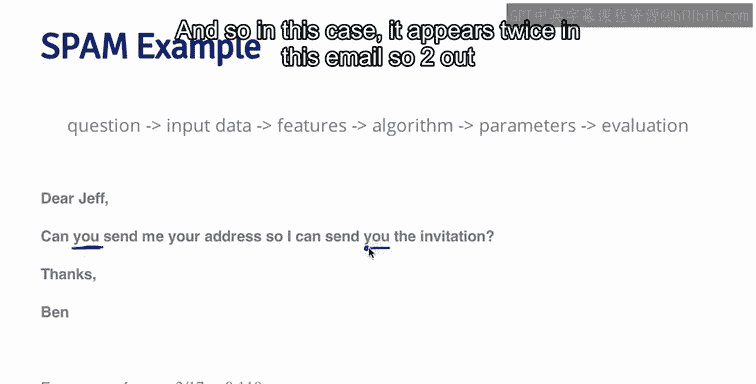 And so in this case, it appears twice in
this email so 2 out
SPAM Example
question -> input data -> features -> algorithm -> parameters -> evaluation
Dear Jeff,
Can you send me your address so I can send you the invitation?
Thanks,
Ben